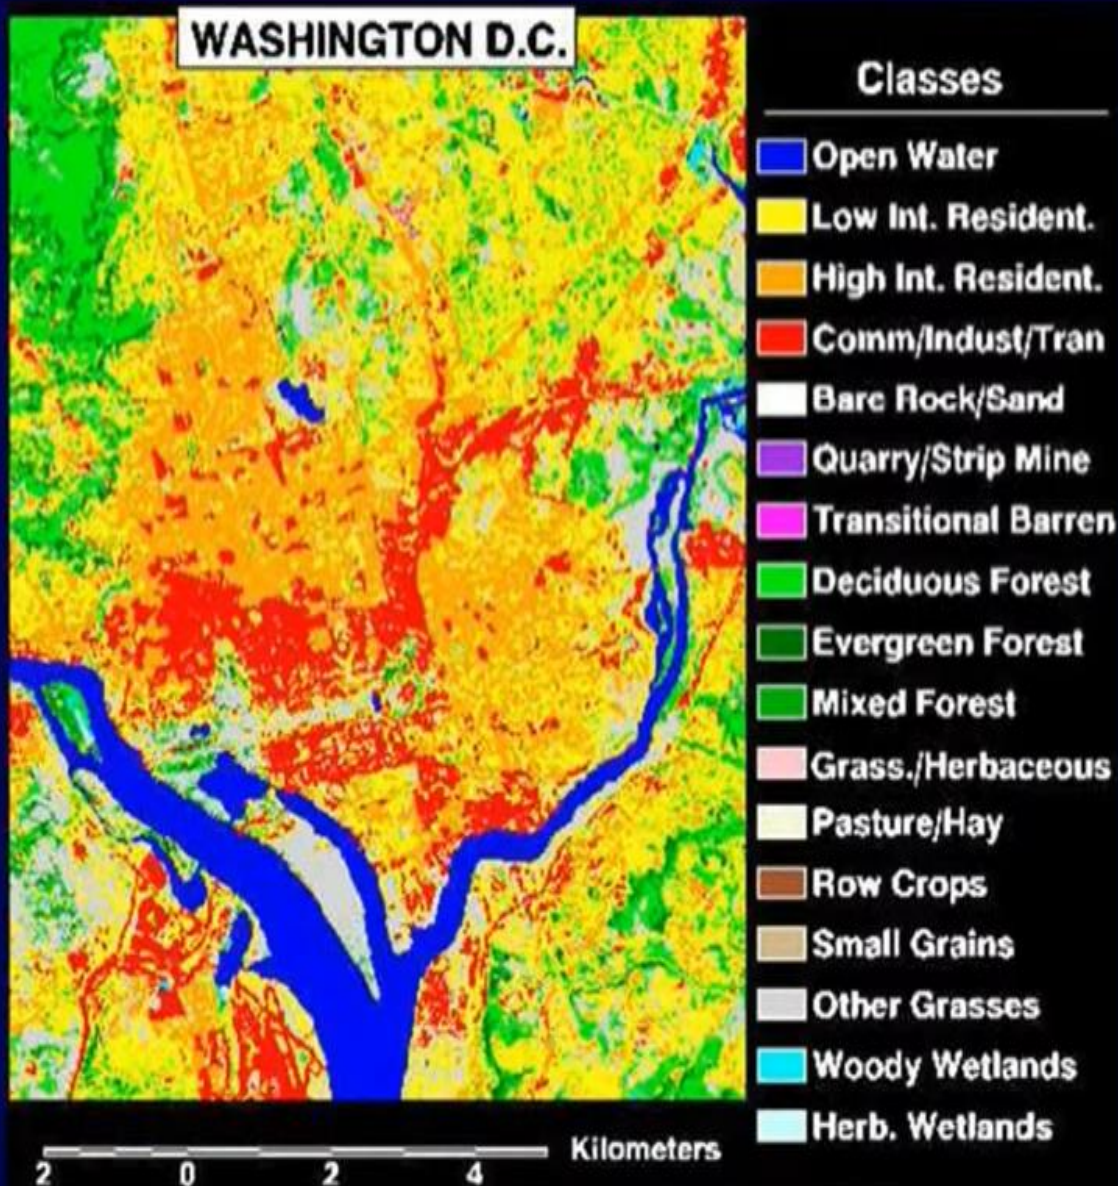 WASHINGTON D.C.
Classes
Open Water
Low Int. Resident.
High Int. Resident.
Comm/Indust/Tran
Bare Rock/Sand
Quarry/Strip Mine
Transitional Barren
Deciduous Forest
Evergreen Forest
Mixed Forest
Grass./Herbaceous
Pasture/Hay
Row Crops
Small Grains
Other Grasses
Woody Wetlands
Herb. Wetlands
Kilometers
2 0 2 4